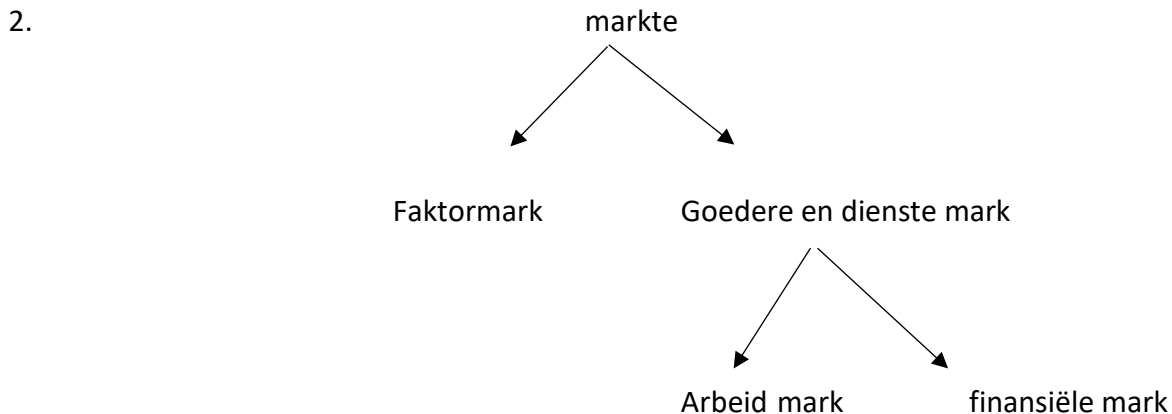 2. markte
Faktormark Goedere en dienste mark
Arbeid mark finansiële mark